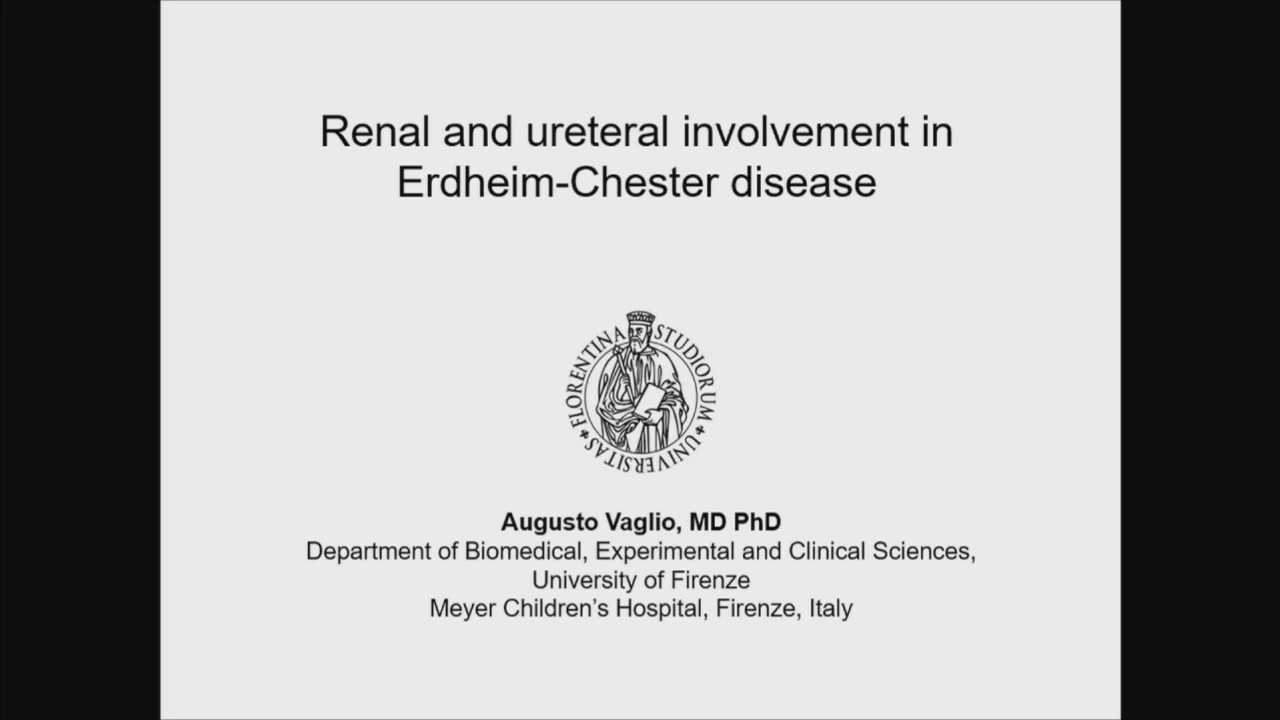 Renal and ureteral involvement in
Erdheim-Chester disease
FLORENTINA STUDIORUM UNIVERSITAS
Augusto Vaglio, MD PhD
Department of Biomedical, Experimental and Clinical Sciences,
University of Firenze
Meyer Children's Hospital, Firenze, Italy